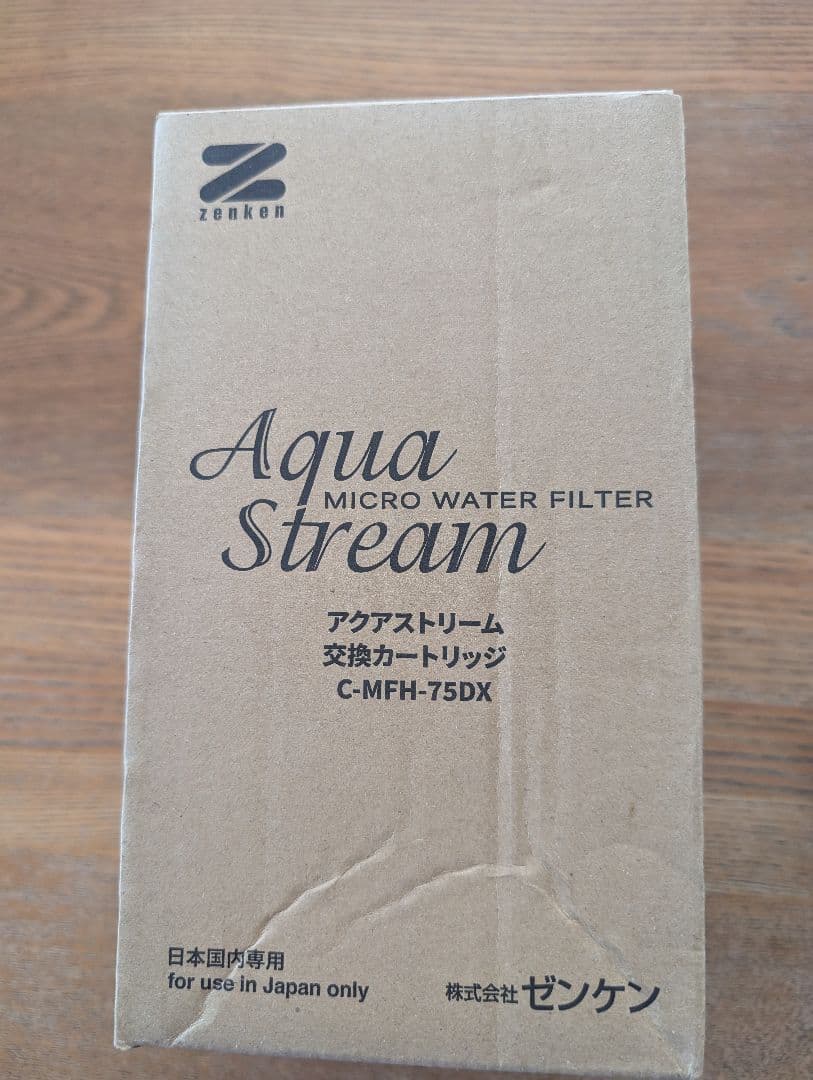 zenken
Aqua
MICRO WATER FILTER
Stream
アクアストリーム
交換カートリッジ
C-MFH-75DX
日本国内専用
for use in Japan only
株式会社ゼンケン